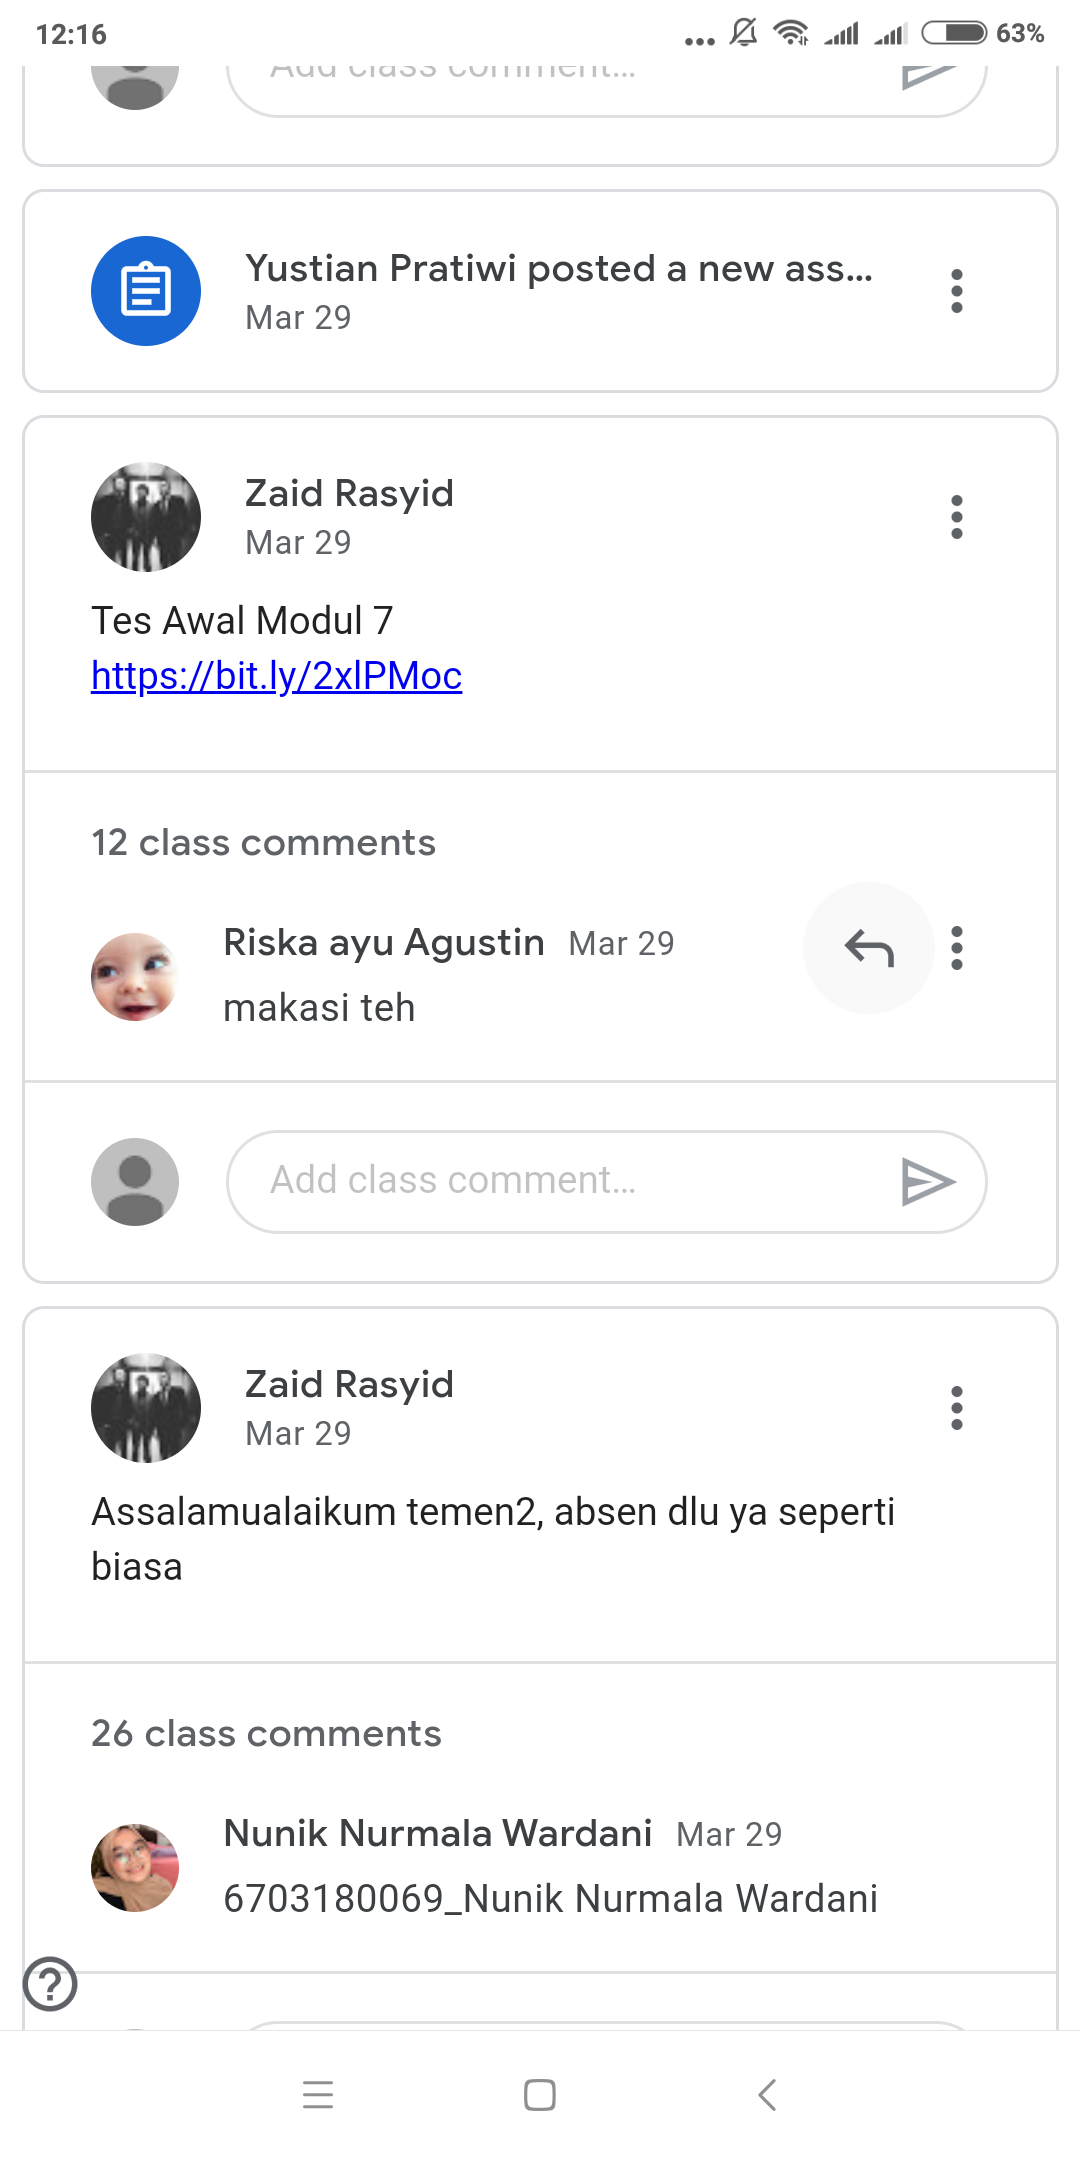 12:16
63%
Add class comment...
Yustian Pratiwi posted a new ass...
Mar 29
Zaid Rasyid
Mar 29
Tes Awal Modul 7
https://bit.ly/2xlPMoc
12 class comments
Riska ayu Agustin Mar 29
makasi teh
Add class comment...
Zaid Rasyid
Mar 29
Assalamualaikum temen2, absen dlu ya seperti
biasa
26 class comments
Nunik Nurmala Wardani Mar 29
6703180069_Nunik Nurmala Wardani